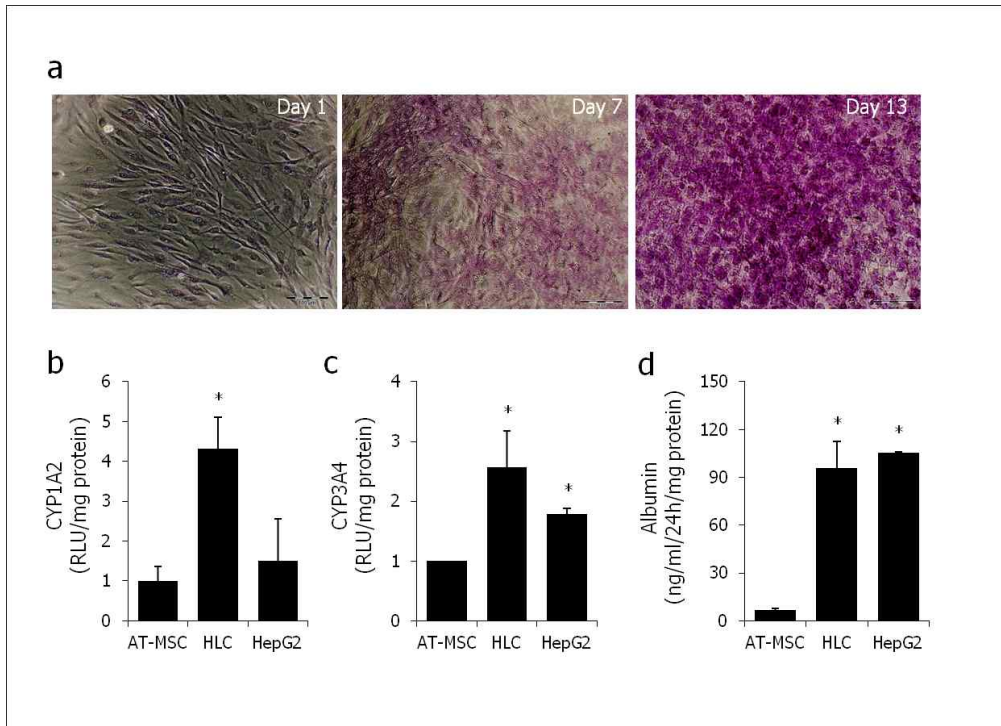 a
Day 1
Day 7
Day 13
b
CYP1A2
(RLU/mg protein)
6
5
4
3
2
1
0
*
AT-MSC HLC HepG2
c
CYP3A4
(RLU/mg protein)
4
3
2
1
0
*
*
AT-MSC HLC HepG2
d
Albumin
(ng/ml/24h/mg protein)
150
120
90
60
30
0
*
*
AT-MSC HLC HepG2